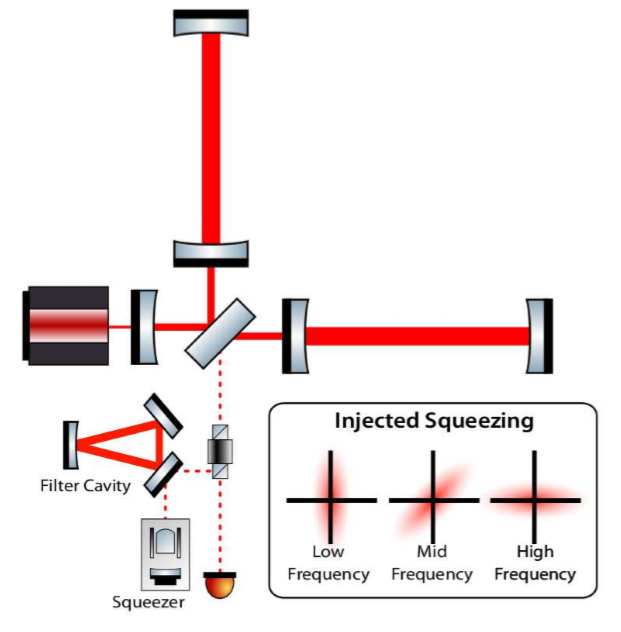 Filter Cavity
Squeezer
Injected Squeezing
Low
Frequency
Mid
Frequency
High
Frequency